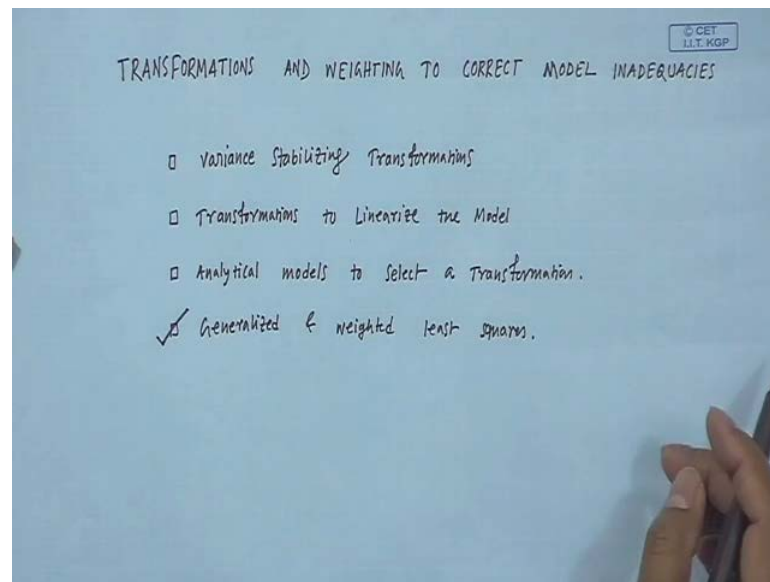 © CET
I.I.T. KGP
TRANSFORMATIONS AND WEIGHTING TO CORRECT MODEL INADEQUACIES
Variance Stabilizing Transformations
Transformations to Linearize the Model
Analytical models to select a Transformation.
Generalized & weighted least squares.